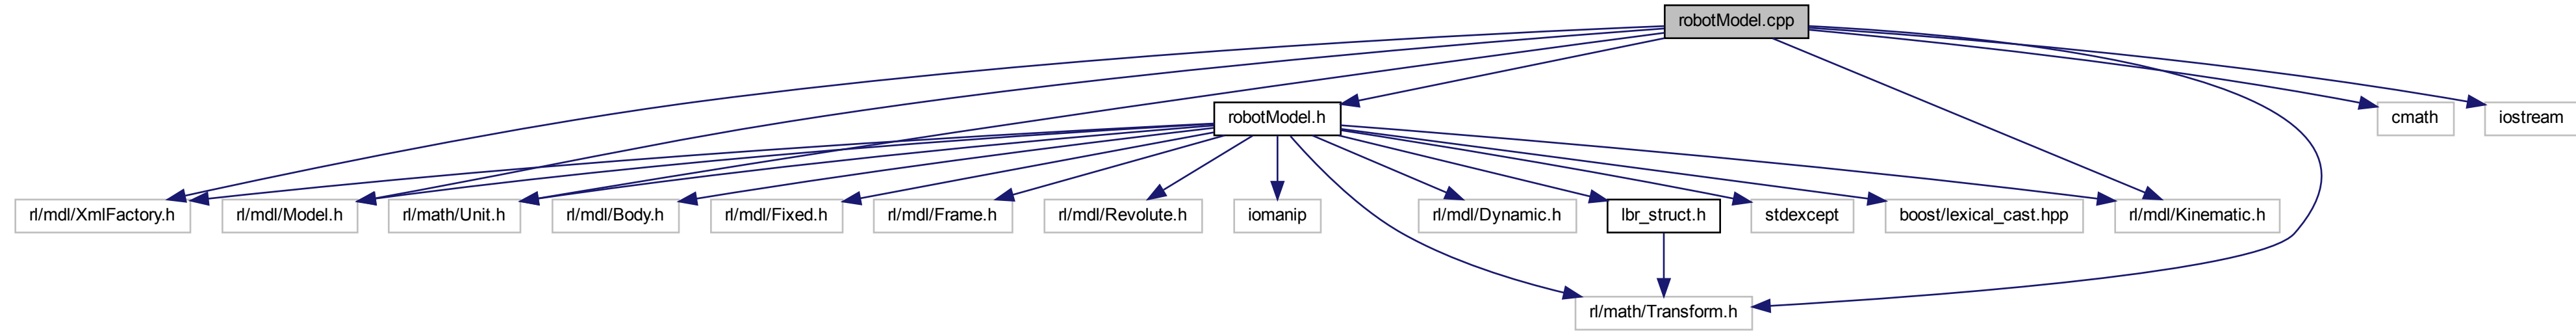 robotModel.cpp
robotModel.h
cmath
iostream
rl/mdl/XmlFactory.h
rl/mdl/Model.h
rl/math/Unit.h
rl/mdl/Body.h
rl/mdl/Fixed.h
rl/mdl/Frame.h
rl/mdl/Revolute.h
iomanip
rl/mdl/Dynamic.h
lbr_struct.h
stdexcept
boost/lexical_cast.hpp
rl/mdl/Kinematic.h
rl/math/Transform.h